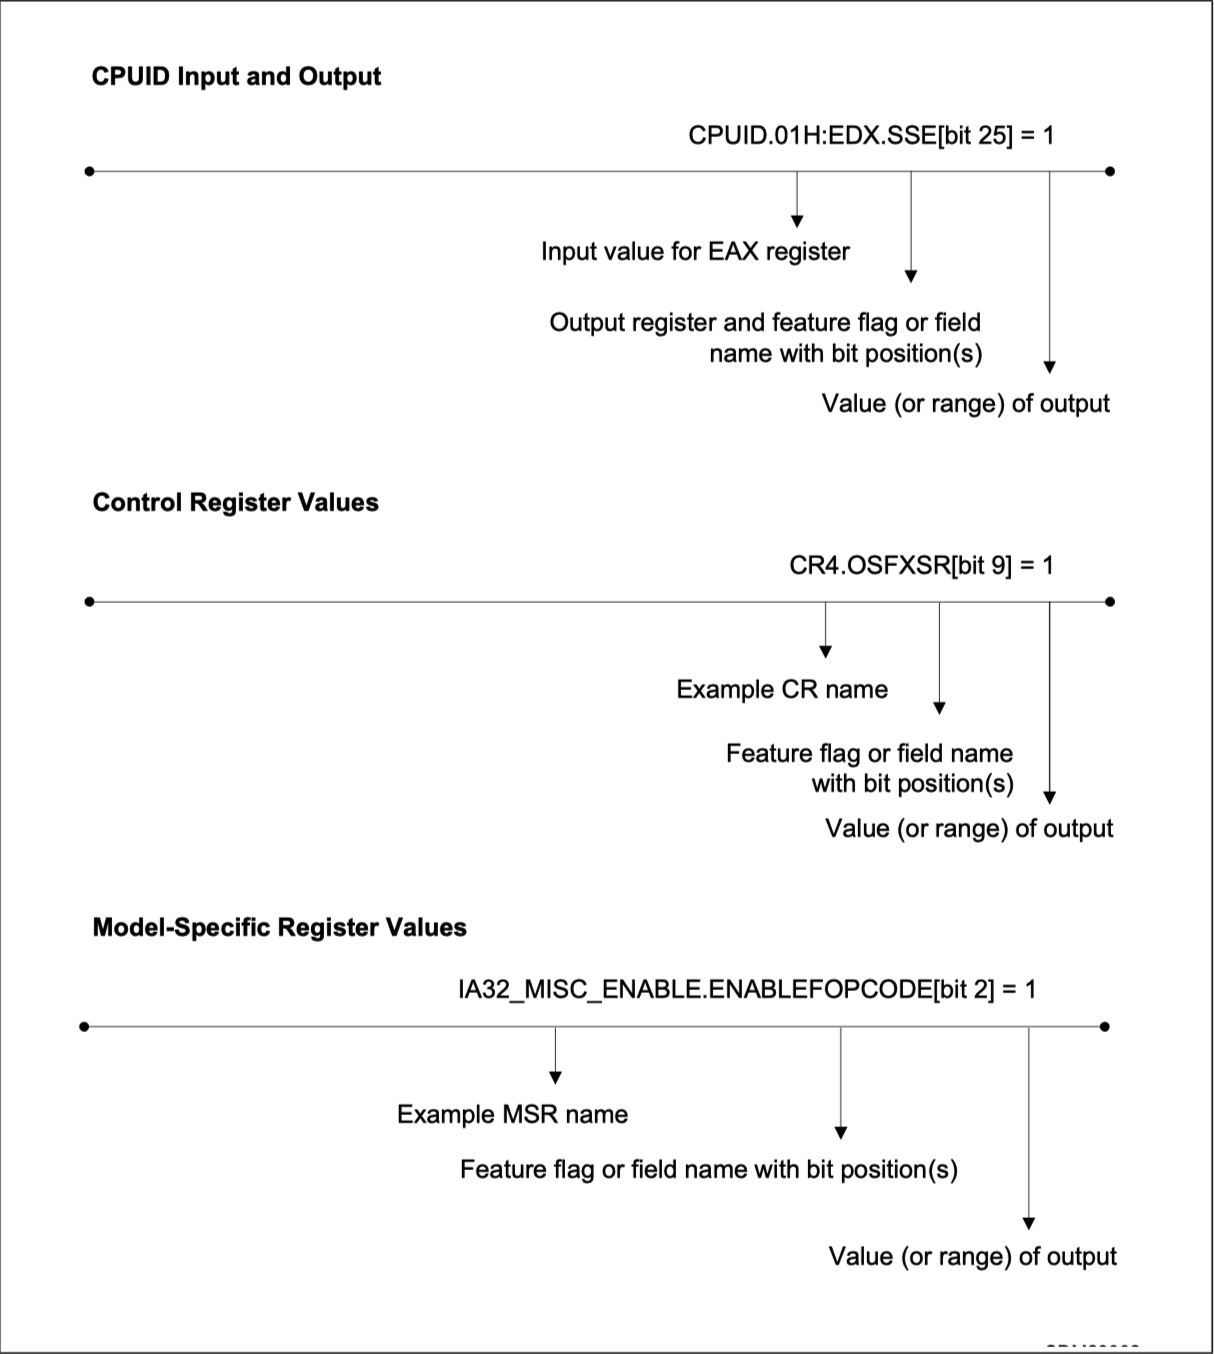 CPUID Input and Output
CPUID.01H:EDX.SSE[bit 25] = 1
Input value for EAX register
Output register and feature flag or field
name with bit position(s)
Value (or range) of output
Control Register Values
CR4.OSFXSR[bit 9] = 1
Example CR name
Feature flag or field name
with bit position(s)
Value (or range) of output
Model-Specific Register Values
IA32_MISC_ENABLE.ENABLEFOPCODE[bit 2] = 1
Example MSR name
Feature flag or field name with bit position(s)
Value (or range) of output